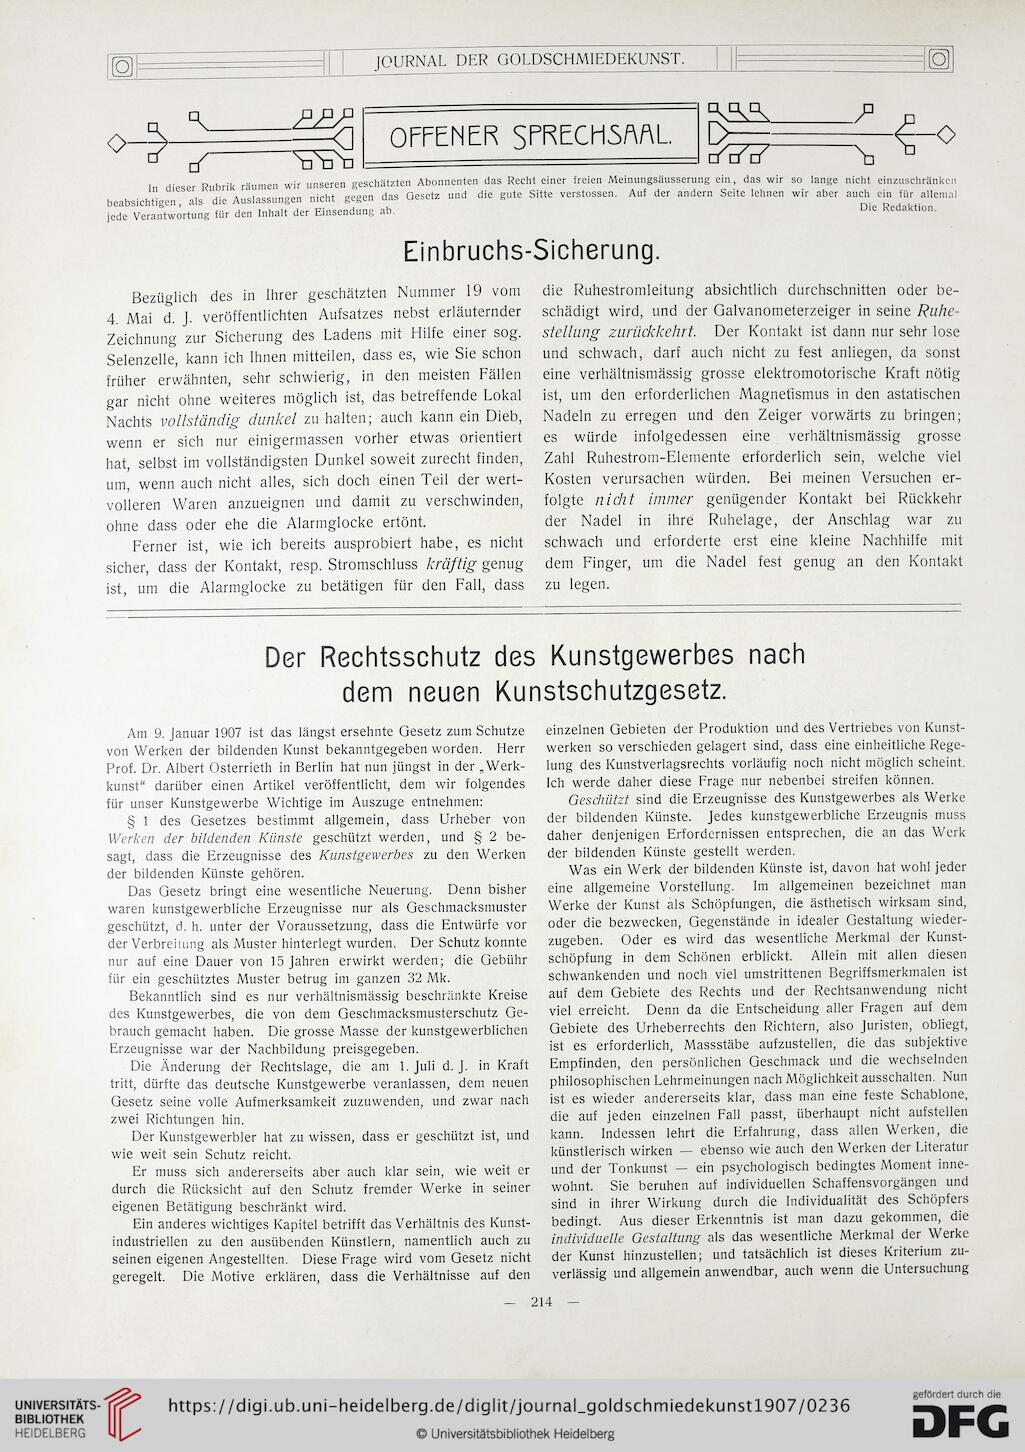 JOURNAL DER GOLDSCHMIEDEKUNST.
OFFENER SPRECHSAAL.
In dieser Rubrik räumen wir unseren geschätzten Abonnenten das Recht einer freien Meinungsäusserung ein, das wir so lange nicht einzuschränken
beabsichtigen, als die Auslassungen nicht gegen das Gesetz und die gute Sitte verstossen. Auf der andern Seite lehnen wir aber auch ein für allemal
jede Verantwortung für den Inhalt der Einsendung ab.
Die Redaktion.
Einbruchs-Sicherung.
Bezüglich des in Ihrer geschätzten Nummer 19 vom
4. Mai d. J. veröffentlichten Aufsatzes nebst erläuternder
Zeichnung zur Sicherung des Ladens mit Hilfe einer sog.
Selenzelle, kann ich Ihnen mitteilen, dass es, wie Sie schon
früher erwähnten, sehr schwierig, in den meisten Fällen
gar nicht ohne weiteres möglich ist, das betreffende Lokal
Nachts vollständig dunkel zu halten; auch kann ein Dieb,
wenn er sich nur einigermassen vorher etwas orientiert
hat, selbst im vollständigsten Dunkel soweit zurecht finden,
um, wenn auch nicht alles, sich doch einen Teil der wert-
volleren Waren anzueignen und damit zu verschwinden,
ohne dass oder ehe die Alarmglocke ertönt.
Ferner ist, wie ich bereits ausprobiert habe, es nicht
sicher, dass der Kontakt, resp. Stromschluss kräftig genug
ist, um die Alarmglocke zu betätigen für den Fall, dass
die Ruhestromleitung absichtlich durchschnitten oder be-
schädigt wird, und der Galvanometerzeiger in seine Ruhe-
stellung zurückkehrt. Der Kontakt ist dann nur sehr lose
und schwach, darf auch nicht zu fest anliegen, da sonst
eine verhältnismässig grosse elektromotorische Kraft nötig
ist, um den erforderlichen Magnetismus in den astatischen
Nadeln zu erregen und den Zeiger vorwärts zu bringen;
es würde infolgedessen eine verhältnismässig grosse
Zahl Ruhestrom-Elemente erforderlich sein, welche viel
Kosten verursachen würden. Bei meinen Versuchen er-
folgte nicht immer genügender Kontakt bei Rückkehr
der Nadel in ihre Ruhelage, der Anschlag war zu
schwach und erforderte erst eine kleine Nachhilfe mit
dem Finger, um die Nadel fest genug an den Kontakt
zu legen.
Der Rechtsschutz des Kunstgewerbes nach
dem neuen Kunstschutzgesetz.
Am 9. Januar 1907 ist das längst ersehnte Gesetz zum Schutze
von Werken der bildenden Kunst bekanntgegeben worden. Herr
Prof. Dr. Albert Osterrieth in Berlin hat nun jüngst in der „Werk-
kunst“ darüber einen Artikel veröffentlicht, dem wir folgendes
für unser Kunstgewerbe Wichtige im Auszuge entnehmen:
§ 1 des Gesetzes bestimmt allgemein, dass Urheber von
Werken der bildenden Künste geschützt werden, und § 2 be-
sagt, dass die Erzeugnisse des Kunstgewerbes zu den Werken
der bildenden Künste gehören.
Das Gesetz bringt eine wesentliche Neuerung. Denn bisher
waren kunstgewerbliche Erzeugnisse nur als Geschmacksmuster
geschützt, d. h. unter der Voraussetzung, dass die Entwürfe vor
der Verbreitung als Muster hinterlegt wurden. Der Schutz konnte
nur auf eine Dauer von 15 Jahren erwirkt werden; die Gebühr
für ein geschütztes Muster betrug im ganzen 32 Mk.
Bekanntlich sind es nur verhältnismässig beschränkte Kreise
des Kunstgewerbes, die von dem Geschmacksmusterschutz Ge-
brauch gemacht haben. Die grosse Masse der kunstgewerblichen
Erzeugnisse war der Nachbildung preisgegeben.
Die Änderung der Rechtslage, die am 1. Juli d. J. in Kraft
tritt, dürfte das deutsche Kunstgewerbe veranlassen, dem neuen
Gesetz seine volle Aufmerksamkeit zuzuwenden, und zwar nach
zwei Richtungen hin.
Der Kunstgewerbler hat zu wissen, dass er geschützt ist, und
wie weit sein Schutz reicht.
Er muss sich andererseits aber auch klar sein, wie weit er
durch die Rücksicht auf den Schutz fremder Werke in seiner
eigenen Betätigung beschränkt wird.
Ein anderes wichtiges Kapitel betrifft das Verhältnis des Kunst-
industriellen zu den ausübenden Künstlern, namentlich auch zu
seinen eigenen Angestellten. Diese Frage wird vom Gesetz nicht
geregelt. Die Motive erklären, dass die Verhältnisse auf den
einzelnen Gebieten der Produktion und des Vertriebes von Kunst-
werken so verschieden gelagert sind, dass eine einheitliche Rege-
lung des Kunstverlagsrechts vorläufig noch nicht möglich scheint.
Ich werde daher diese Frage nur nebenbei streifen können.
Geschützt sind die Erzeugnisse des Kunstgewerbes als Werke
der bildenden Künste. Jedes kunstgewerbliche Erzeugnis muss
daher denjenigen Erfordernissen entsprechen, die an das Werk
der bildenden Künste gestellt werden.
Was ein Werk der bildenden Künste ist, davon hat wohl jeder
eine allgemeine Vorstellung. Im allgemeinen bezeichnet man
Werke der Kunst als Schöpfungen, die ästhetisch wirksam sind,
oder die bezwecken, Gegenstände in idealer Gestaltung wieder-
zugeben. Oder es wird das wesentliche Merkmal der Kunst-
schöpfung in dem Schönen erblickt. Allein mit allen diesen
schwankenden und noch viel umstrittenen Begriffsmerkmalen ist
auf dem Gebiete des Rechts und der Rechtsanwendung nicht
viel erreicht. Denn da die Entscheidung aller Fragen auf dem
Gebiete des Urheberrechts den Richtern, also Juristen, obliegt,
ist es erforderlich, Massstäbe aufzustellen, die das subjektive
Empfinden, den persönlichen Geschmack und die wechselnden
philosophischen Lehrmeinungen nach Möglichkeit ausschalten. Nun
ist es wieder andererseits klar, dass man eine feste Schablone,
die auf jeden einzelnen Fall passt, überhaupt nicht aufstellen
kann. Indessen lehrt die Erfahrung, dass allen Werken, die
künstlerisch wirken — ebenso wie auch den Werken der Literatur
und der Tonkunst — ein psychologisch bedingtes Moment inne-
wohnt. Sie beruhen auf individuellen Schaffensvorgängen und
sind in ihrer Wirkung durch die Individualität des Schöpfers
bedingt. Aus dieser Erkenntnis ist man dazu gekommen, die
individuelle Gestaltung als das wesentliche Merkmal der Werke
der Kunst hinzustellen; und tatsächlich ist dieses Kriterium zu-
verlässig und allgemein anwendbar, auch wenn die Untersuchung
— 214 —
UNIVERSITÄTS-
BIBLIOTHEK
HEIDELBERG
https://digi.ub.uni-heidelberg.de/diglit/journal_goldschmiedekunst1907/0236
© Universitätsbibliothek Heidelberg
gefördert durch die
DFG